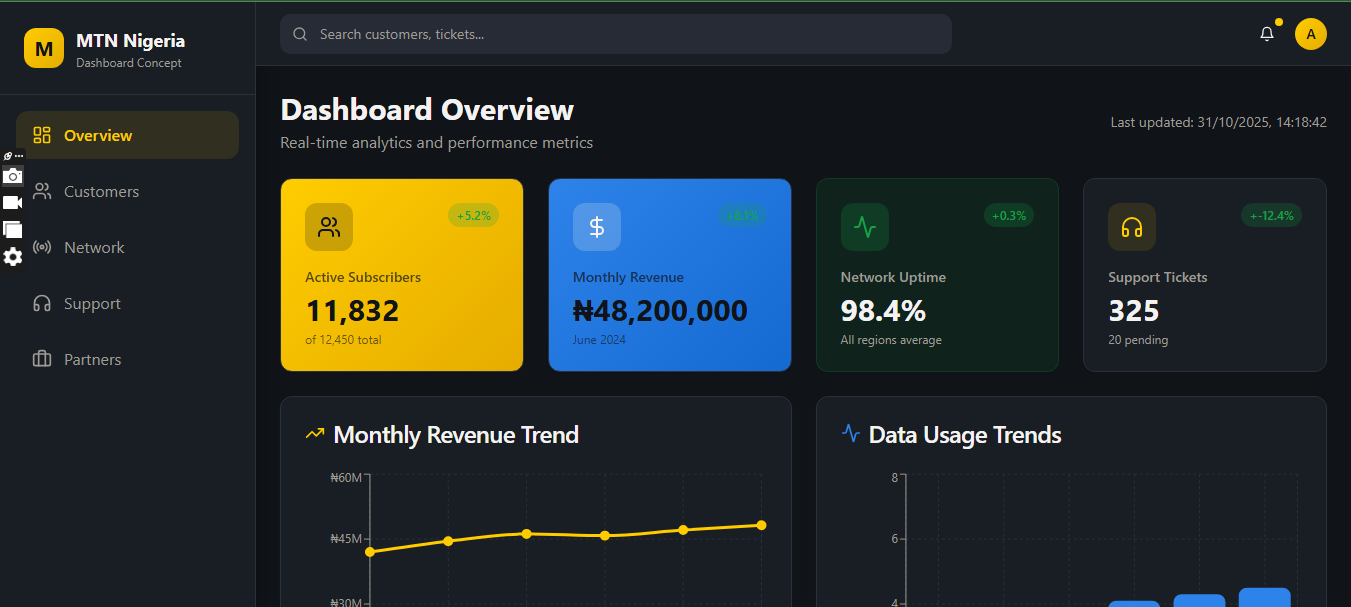 M
MTN Nigeria
Dashboard Concept
Search customers, tickets...
A
Overview
Customers
Network
Support
Partners
Dashboard Overview
Real-time analytics and performance metrics
Last updated: 31/10/2025, 14:18:42
+5.2%
Active Subscribers
11,832
of 12,450 total
Monthly Revenue
₦48,200,000
June 2024
+0.3%
Network Uptime
98.4%
All regions average
+-12.4%
Support Tickets
325
20 pending
Monthly Revenue Trend
₦60M
₦45M
₦30M
Data Usage Trends
8
6
4